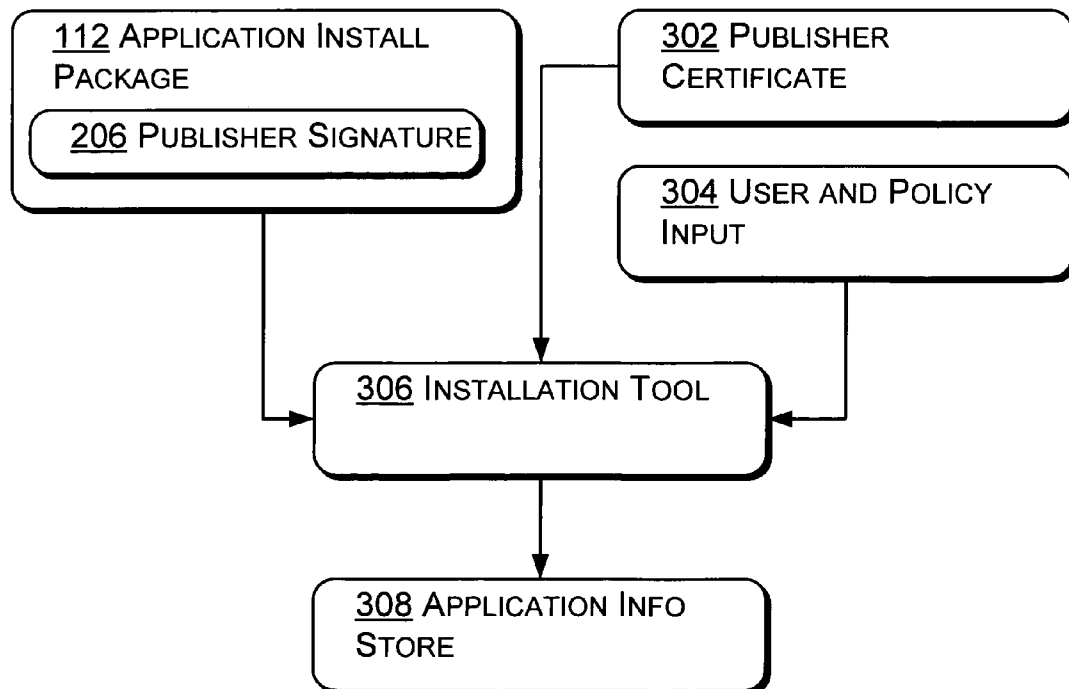 112 APPLICATION INSTALL
PACKAGE
206 PUBLISHER SIGNATURE
302 PUBLISHER
CERTIFICATE
304 USER AND POLICY
INPUT
306 INSTALLATION TOOL
308 APPLICATION INFO
STORE